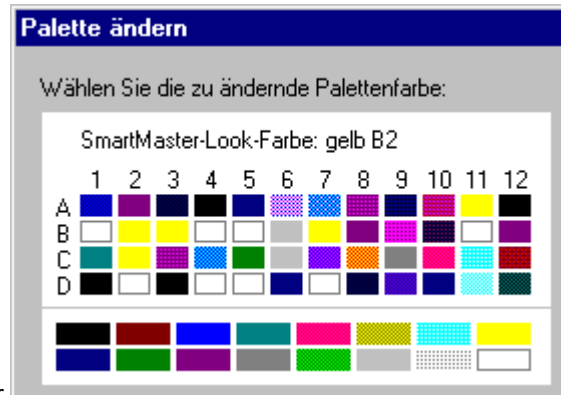 Palette ändern
Wählen Sie die zu ändernde Palettenfarbe:
SmartMaster-Look-Farbe: gelb B2
1 2 3 4 5 6 7 8 9 10 11 12
A
B
C
D